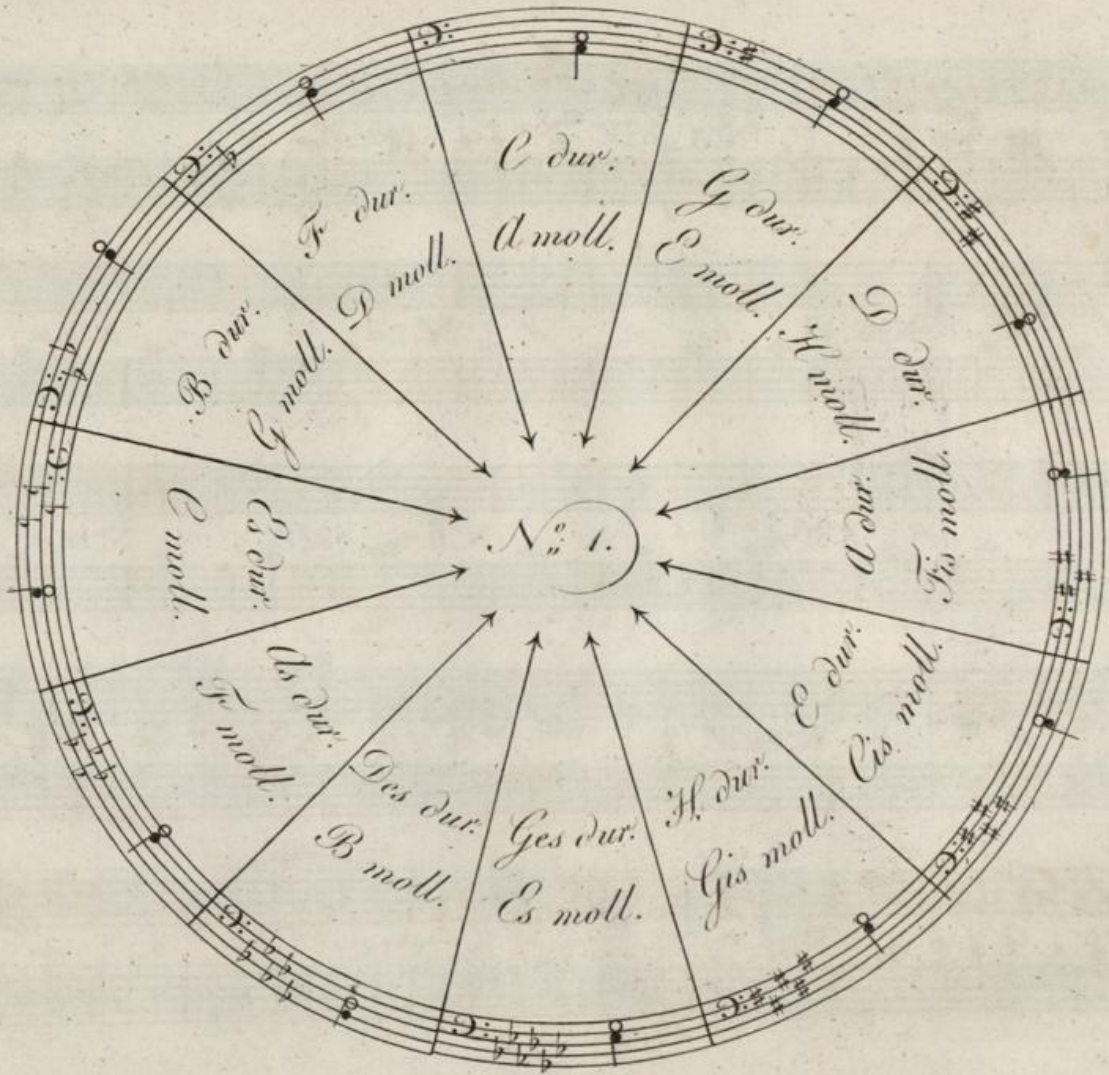 C dur.
A moll.
G dur.
E moll.
D dur.
H moll.
A dur.
Fis moll.
E dur.
Cis moll.
H. dur.
Gis moll.
Ges dur.
Es moll.
Des dur.
B moll.
As dur.
F moll.
Es dur.
C moll.
B dur.
G moll.
F dur.
D moll.
No. 1.